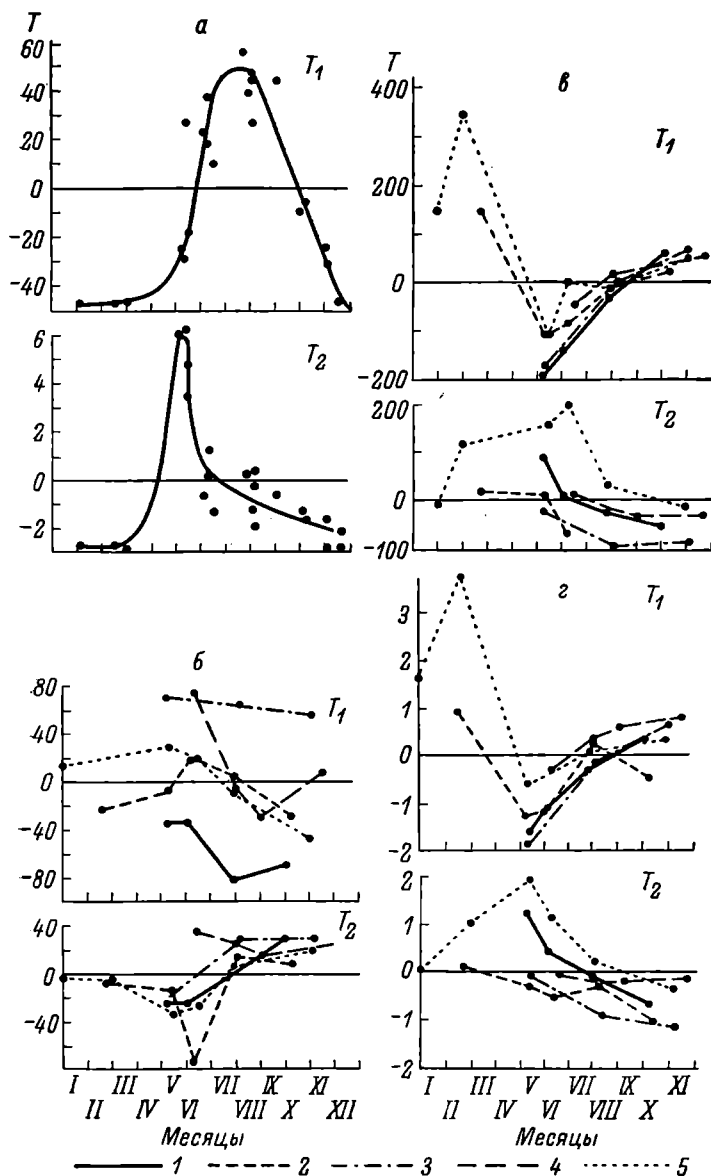 а
T
T1
60
40
20
0
-20
-40
T2
6
4
2
0
-2
б
T1
80
40
0
-40
-80
T2
40
0
-40
I II III IV V VI VII VIII IX X XI XII
Месяцы
в
T
T1
400
200
0
-200
T2
200
0
-100
г
T1
3
2
1
0
-1
-2
T2
2
1
0
-1
-2
I II III IV V VI VII VIII IX X XI
Месяцы
1 2 3 4 5